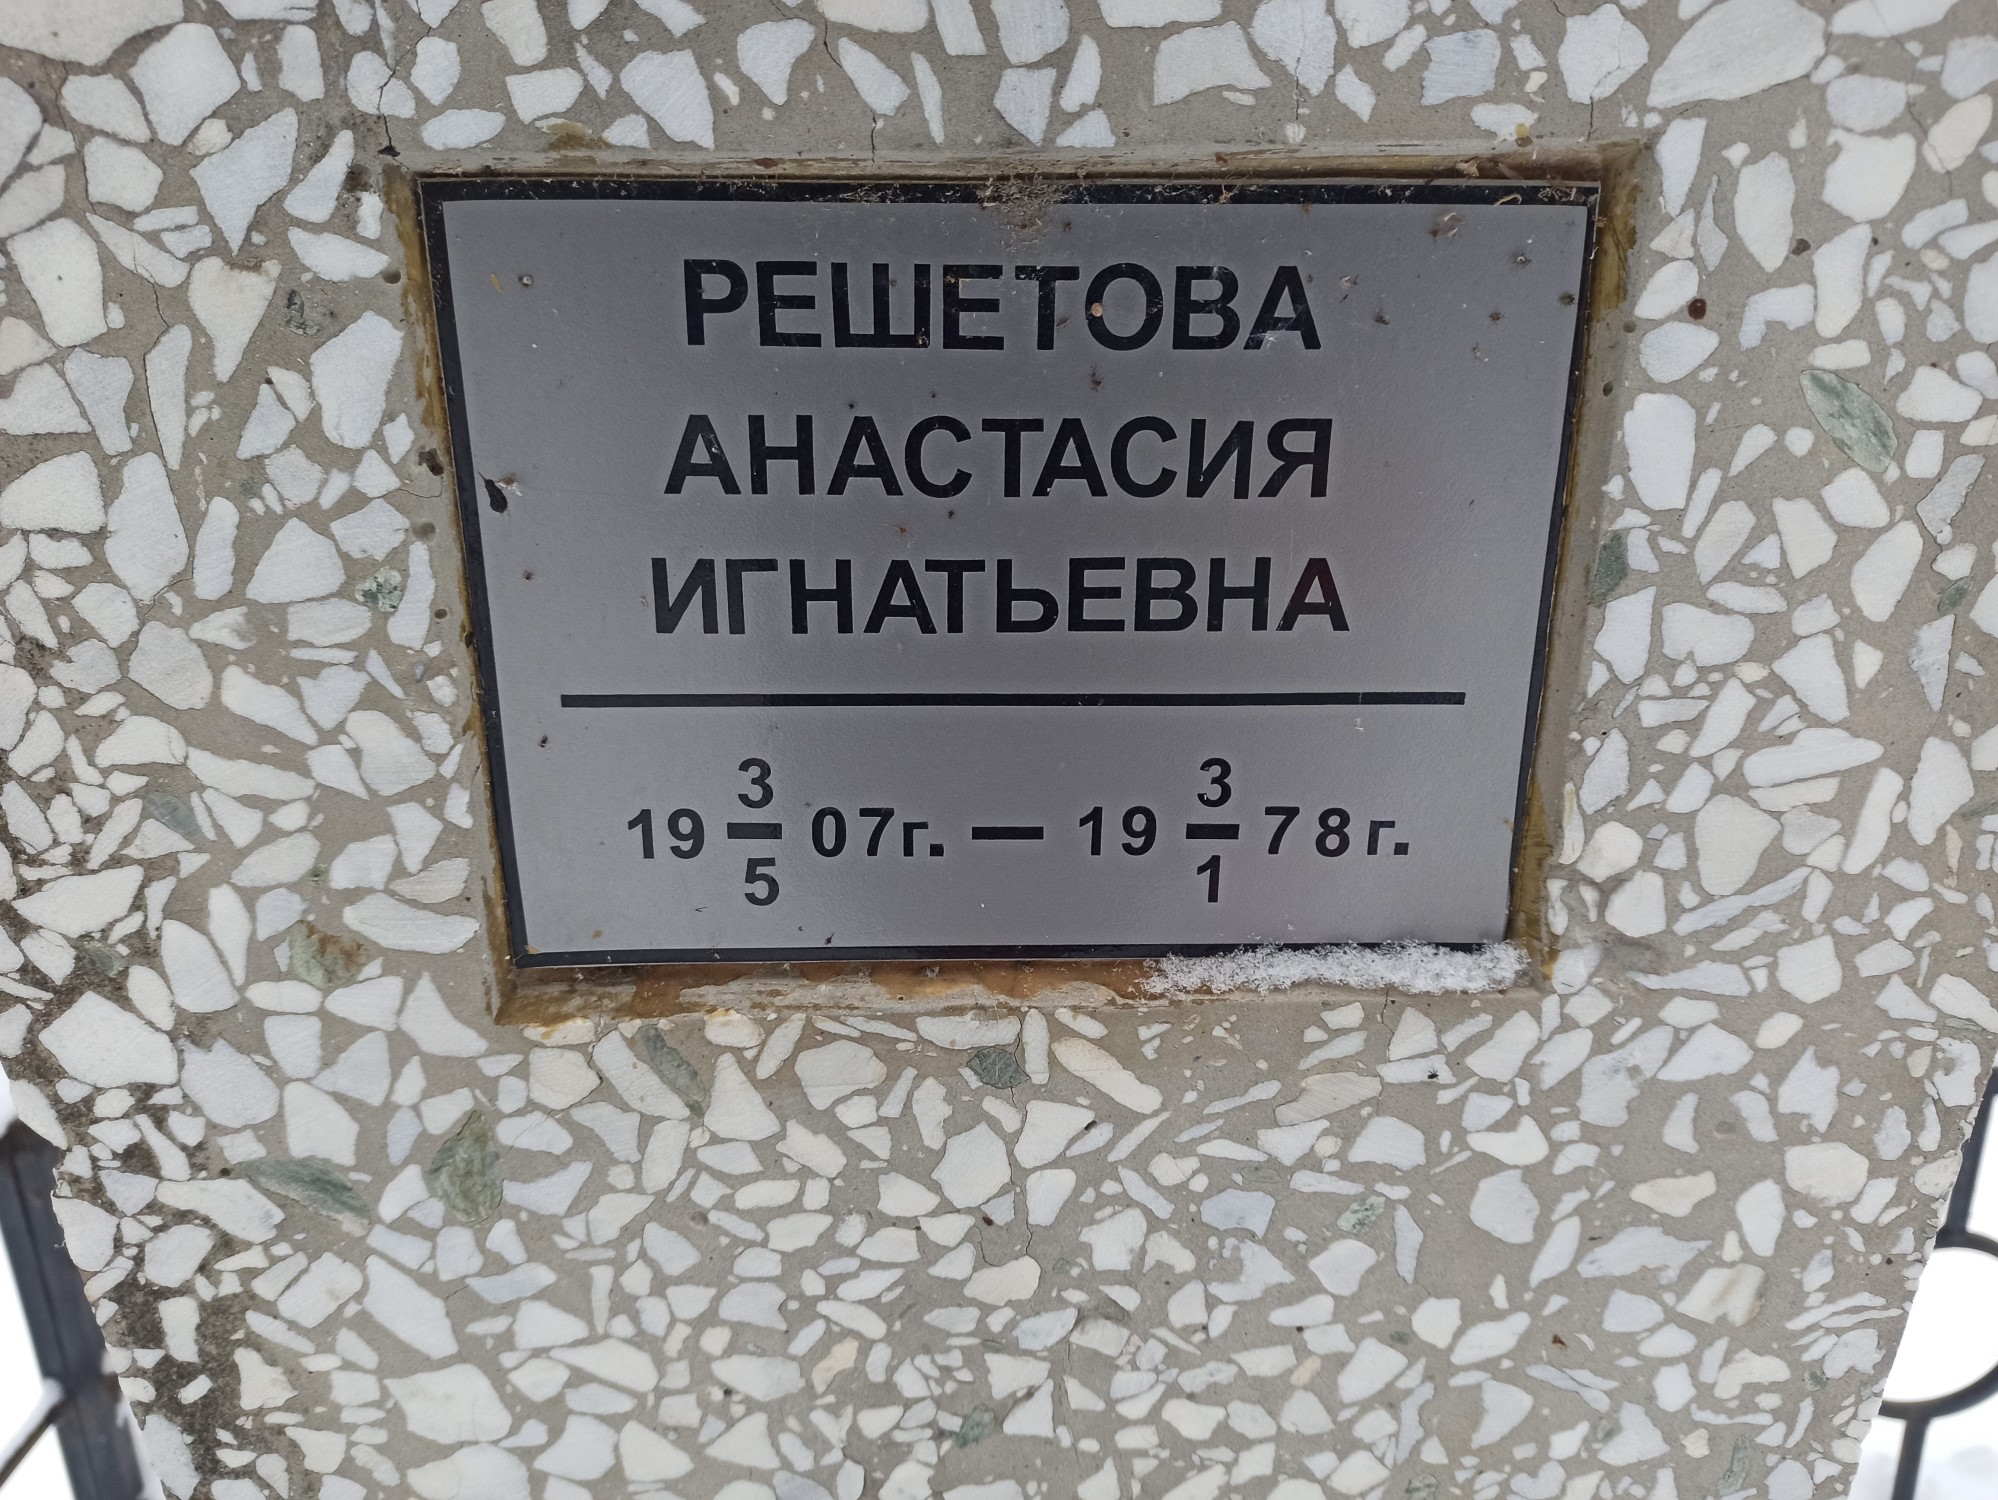 РЕШЕТОВА
АНАСТАСИЯ
ИГНАТЬЕВНА
19 3/5 07г. — 19 3/1 78г.